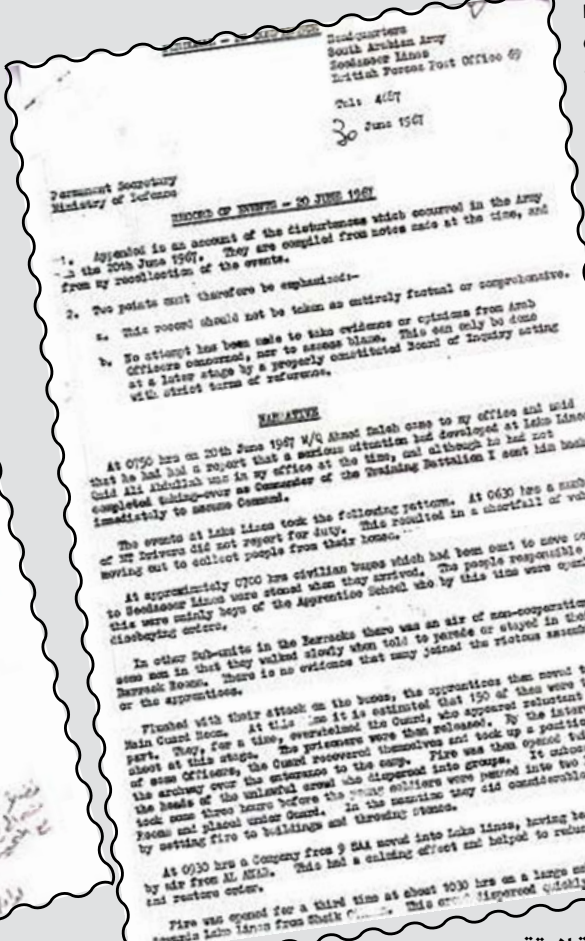 Headquarters
South Arabian Army
Seedaseer Lines
British Forces Post Office 69
Tel: 4687
30 June 1967
Permanent Secretary
Ministry of Defence
RECORD OF EVENTS - 20 JUNE 1967
1. Appended is an account of the disturbances which occurred in the Army
on the 20th June 1967. They are compiled from notes made at the time, and
from my recollection of the events.
2. Two points must therefore be emphasized:-
a. This record should not be taken as entirely factual or comprehensive.
b. No attempt has been made to take evidence or opinions from Arab
Officers concerned, nor to assess blame. This can only be done
at a later stage by a properly constituted Board of Inquiry acting
with strict terms of reference.
NARRATIVE
At 0750 hrs on 20th June 1967 Ahmad Saleh came to my office and said
that he had had a report that a serious situation had developed at Lake Lines
Qaid Ali Abdullah was in my office at the time, and although he had not
completed taking-over as Commander of the Training Battalion I sent him back
immediately to assume Command.
The events at Lake Lines took the following pattern. At 0630 hrs a
of MT Drivers did not report for duty. This resulted in a shortfall of
moving out to collect people from their homes.
At approximately 0700 hrs civilian buses which had been sent to move
to Seedaseer Lines were stoned when they arrived. The people responsible
this were mainly boys of the Apprentice School who by this time were
disobeying orders.
In other Sub-units in the Barracks there was an air of
some men in that they walked slowly when told to parade or stayed in
Barrack Rooms. There is no evidence that many joined the riotous
or the apprentices.
Flushed with their attack on the buses, the apprentices then moved
Main Guard Room. At this it is estimated that 150 of them were
part. They, for a time, overwhelmed the Guard, who appeared
shoot at this stage. The prisoners were then released. By the
of some Officers, the Guard recovered themselves and took up a
the archway over the entrance to the camp. Fire was then opened
the heads of the unlawful crowd who dispersed into groups. It
took some three hours before the young soldiers were penned into two
Rooms and placed under Guard. In the meantime they did considerable
by setting fire to buildings and throwing stones.
At 0930 hrs a Company from 9 SAA moved into Lake Lines, having
by air from AL ANAD. This had a calming effect and helped to
and restore order.
Fire was opened for a third time at about 1030 hrs on a large
towards Lake Lines from Sheik This dispersed quickly